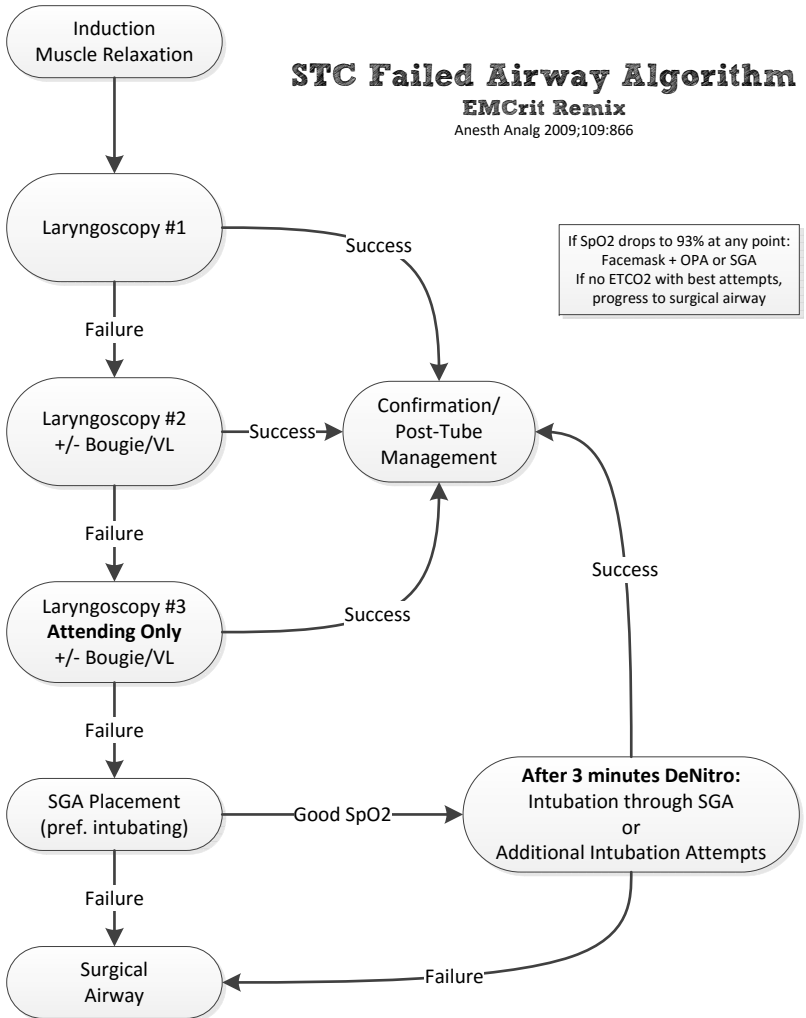 Induction
Muscle Relaxation
STC Failed Airway Algorithm
EMCrit Remix
Anesth Analg 2009;109:866
Laryngoscopy #1
Success
If SpO2 drops to 93% at any point:
Facemask + OPA or SGA
If no ETCO2 with best attempts,
progress to surgical airway
Failure
Laryngoscopy #2
+/- Bougie/VL
Success
Confirmation/
Post-Tube
Management
Failure
Success
Laryngoscopy #3
Attending Only
+/- Bougie/VL
Success
Failure
SGA Placement
(pref. intubating)
Good SpO2
After 3 minutes DeNitro:
Intubation through SGA
or
Additional Intubation Attempts
Failure
Surgical
Airway
Failure